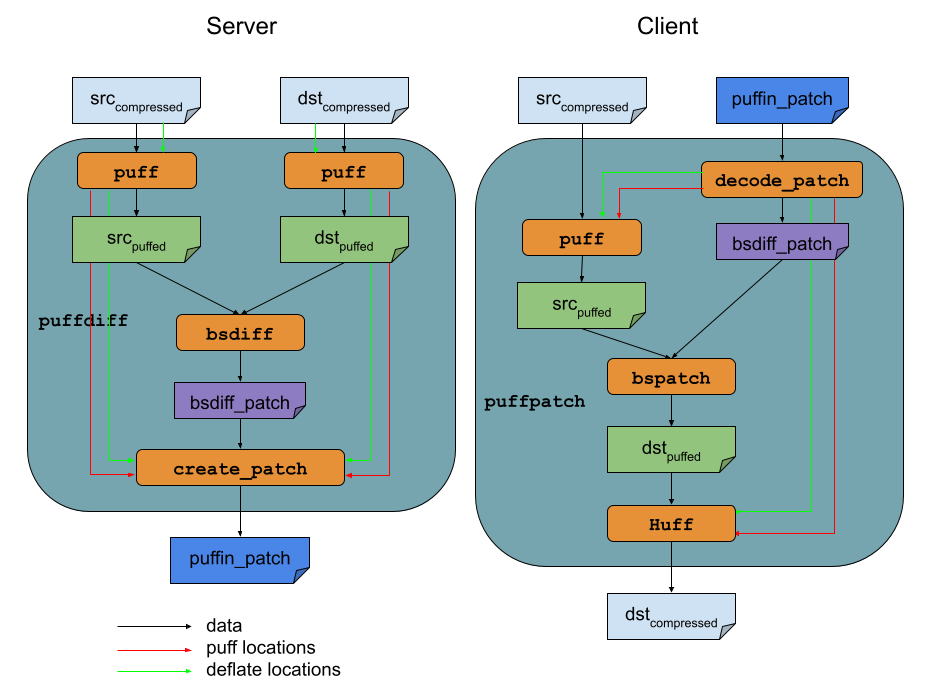 Server
src compressed
dst compressed
puff
puff
src puffed
dst puffed
puffdiff
bsdiff
bsdiff_patch
create_patch
puffin_patch
data
puff locations
deflate locations
Client
src compressed
puffin_patch
decode_patch
puff
bsdiff_patch
src puffed
bspatch
puffpatch
dst puffed
Huff
dst compressed